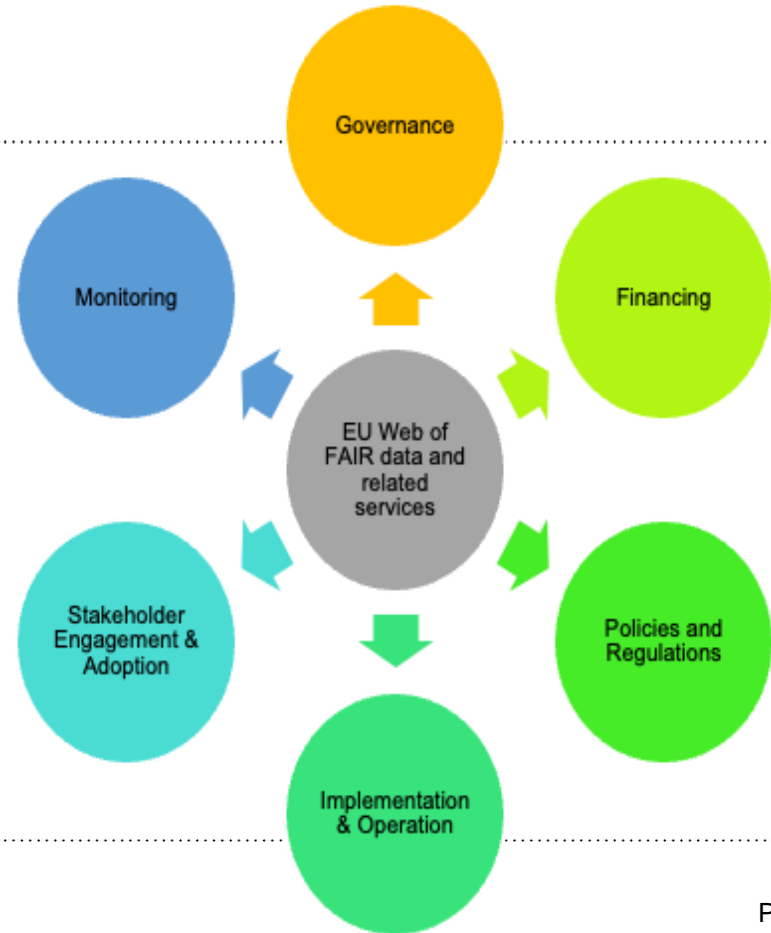 Governance
Monitoring
Financing
EU Web of
FAIR data and
related
services
Stakeholder
Engagement &
Adoption
Policies and
Regulations
Implementation
& Operation
P